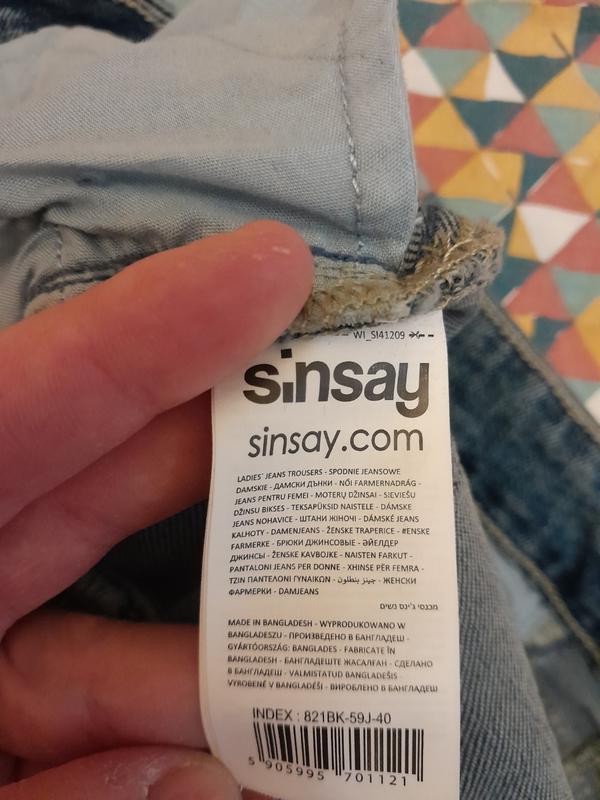 WI_SI41209
sinsay
sinsay.com
LADIES' JEANS TROUSERS - SPODNIE JEANSOWE
DAMSKIE - ДАМСКИ ДЪНКИ - NŐI FARMERNADRÁG -
JEANS PENTRU FEMEI - MOTERŲ DŽINSAI - SIEVIEŠU
DŽINSU BIKSES - TEKSAPÜKSID NAISTELE - DÁMSKE
JEANS NOHAVICE - ШТАНИ ЖІНОЧІ - DÁMSKÉ JEANS
KALHOTY - DAMENJEANS - ŽENSKE TRAPERICE - #ENSKE
FARMERKE - БРЮКИ ДЖИНСОВЫЕ - ӘЙЕЛДЕР
ДЖИНСЫ - ŽENSKE KAVBOJKE - NAISTEN FARKUT -
PANTALONI JEANS PER DONNE - XHINSE PËR FEMRA -
ΤΖΙΝ ΠΑΝΤΕΛΟΝΙ ΓΥΝΑΙΚΩΝ - جينز بنطلون - ЖЕНСКИ
ФАРМЕРКИ - DAMJEANS
מכנסי ג'ינס נשים
MADE IN BANGLADESH - WYPRODUKOWANO W
BANGLADESZU - ПРОИЗВЕДЕНО В БАНГЛАДЕШ -
GYÁRTÓORSZÁG: BANGLADES - FABRICATE ÎN
BANGLADESH - БАНГЛАДЕШТЕ ЖАСАЛҒАН - СДЕЛАНО
В БАНГЛАДЕШ - VALMISTATUD BANGLADEŠIS -
VYROBENÉ V BANGLADÉŠI - ВИРОБЛЕНО В БАНГЛАДЕШ
INDEX : 821BK-59J-40
5 905995 701121